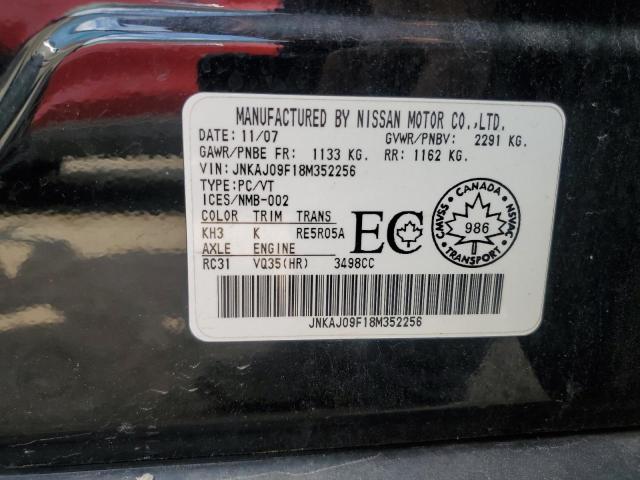 MANUFACTURED BY NISSAN MOTOR CO.,LTD.
DATE: 11/07 GVWR/PNBV: 2291 KG.
GAWR/PNBE FR: 1133 KG. RR: 1162 KG.
VIN: JNKAJ09F18M352256
TYPE:PC/VT
ICES/NMB-002
COLOR TRIM TRANS
KH3 K RE5R05A
AXLE ENGINE
RC31 VQ35(HR) 3498CC
EC
CANADA
CMVSS
NSVAC
986
TRANSPORT
JNKAJ09F18M352256